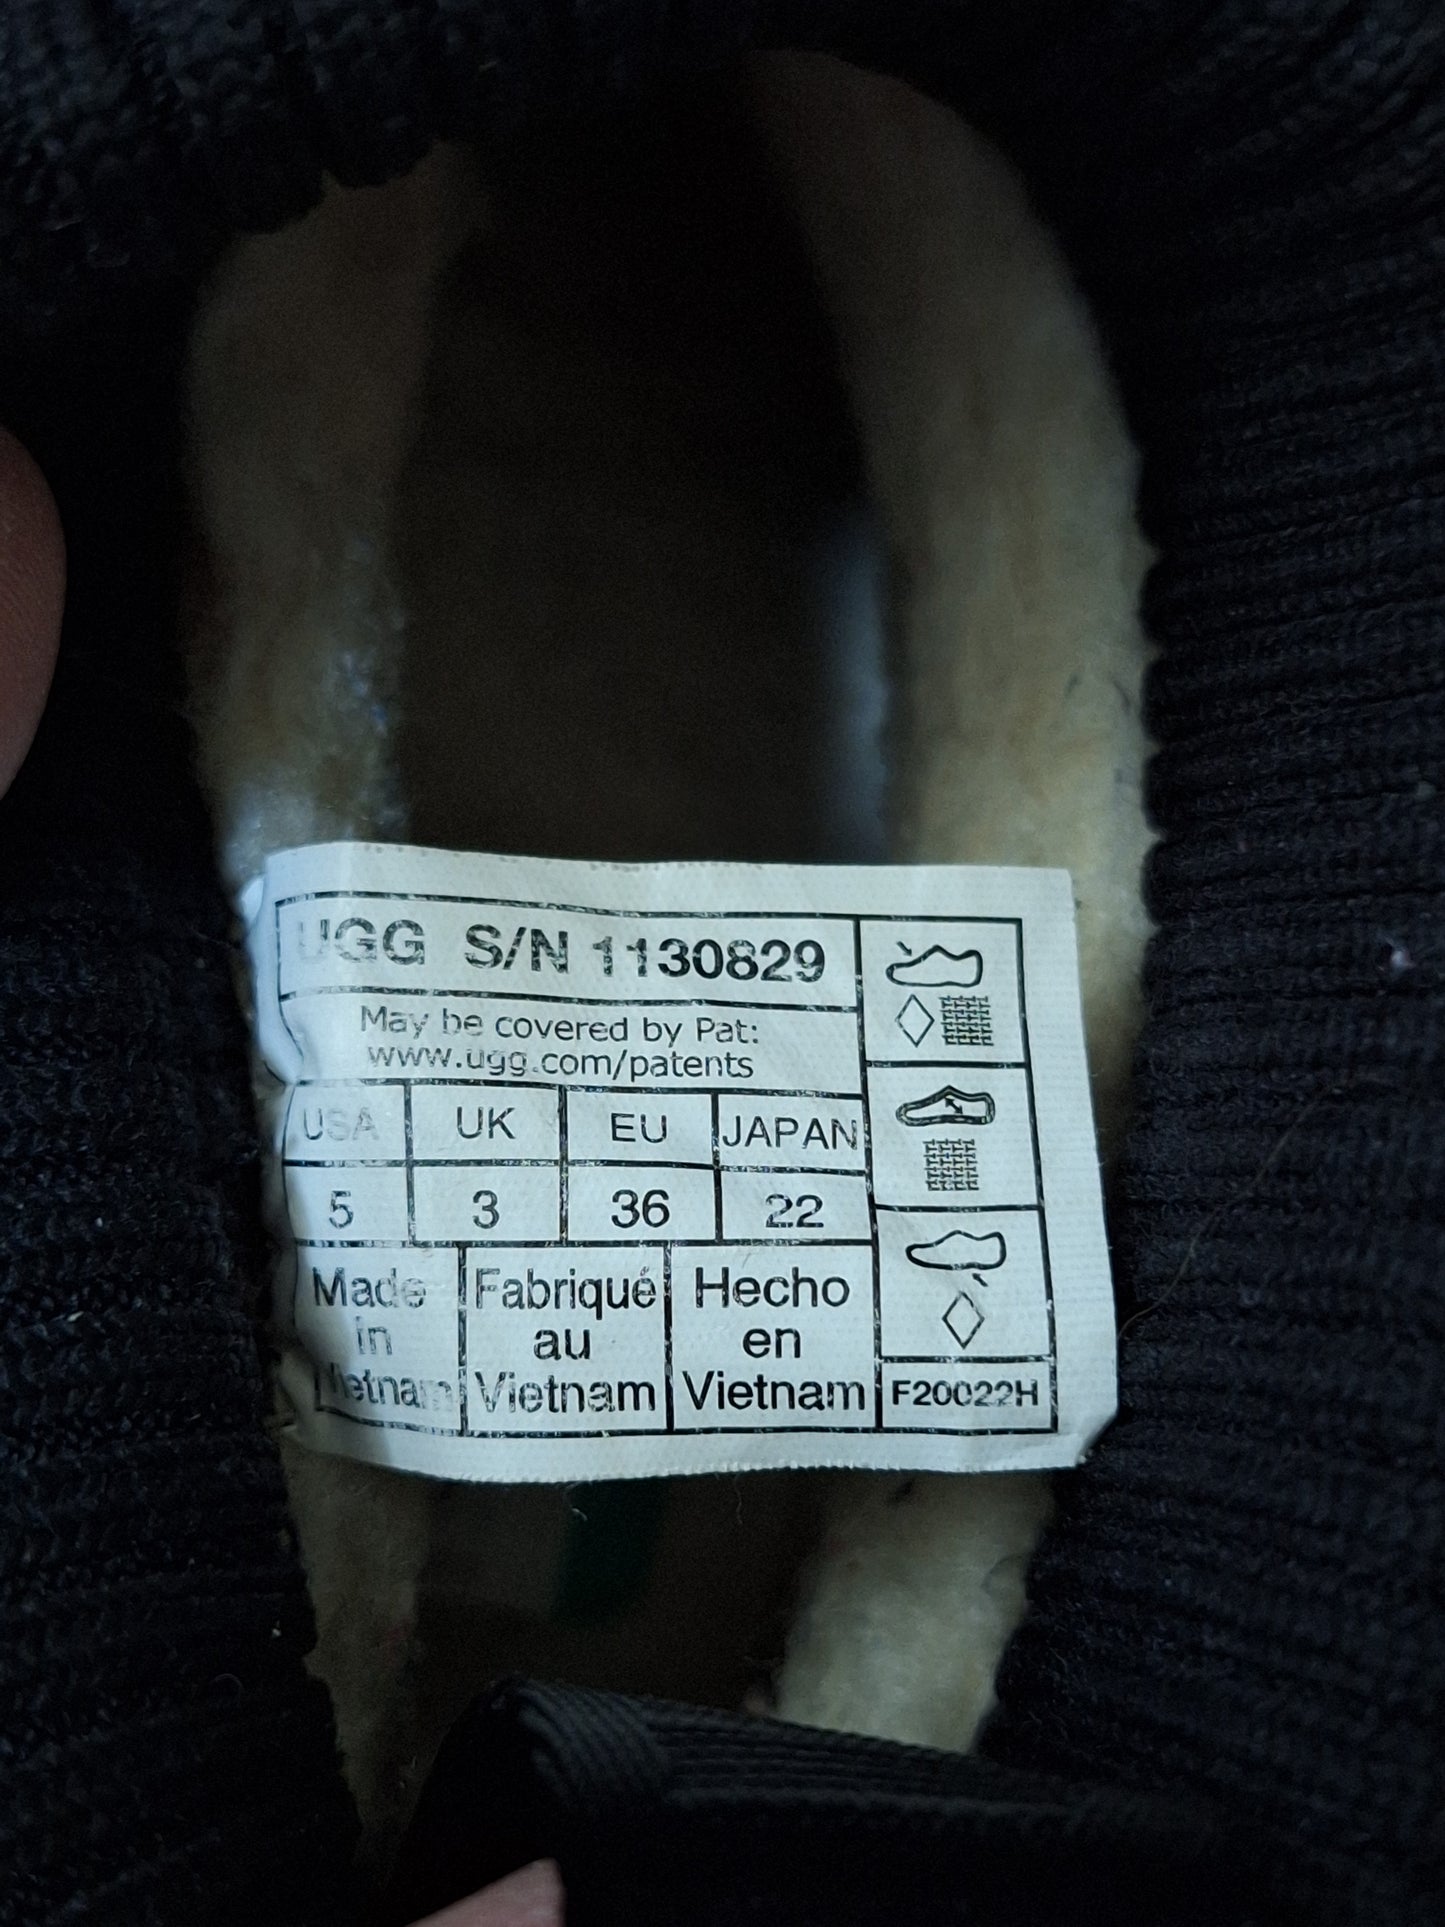 UGG S/N 1130829
May be covered by Pat:
www.ugg.com/patents
USA UK EU JAPAN
5 3 36 22
Made in Vietnam
Fabriqué au Vietnam
Hecho en Vietnam
F20022H